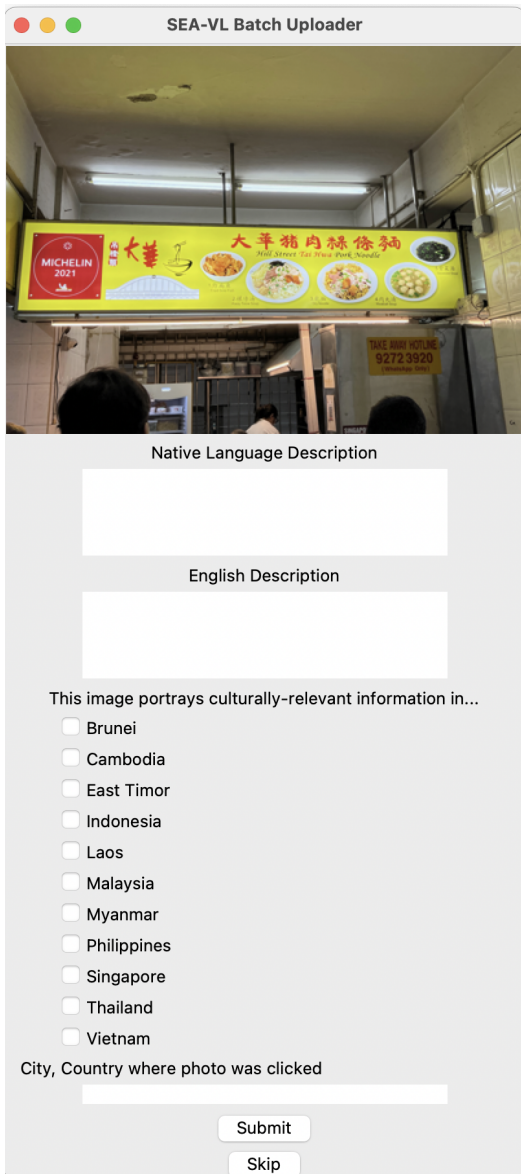 SEA-VL Batch Uploader
MICHELIN
2021
大華
大華猪肉粿條麵
Hill Street Tai Hwa Pork Noodle
TAKE AWAY HOTLINE
9272 3920
(WhatsApp Only)
Native Language Description
English Description
This image portrays culturally-relevant information in...
Brunei
Cambodia
East Timor
Indonesia
Laos
Malaysia
Myanmar
Philippines
Singapore
Thailand
Vietnam
City, Country where photo was clicked
Submit
Skip